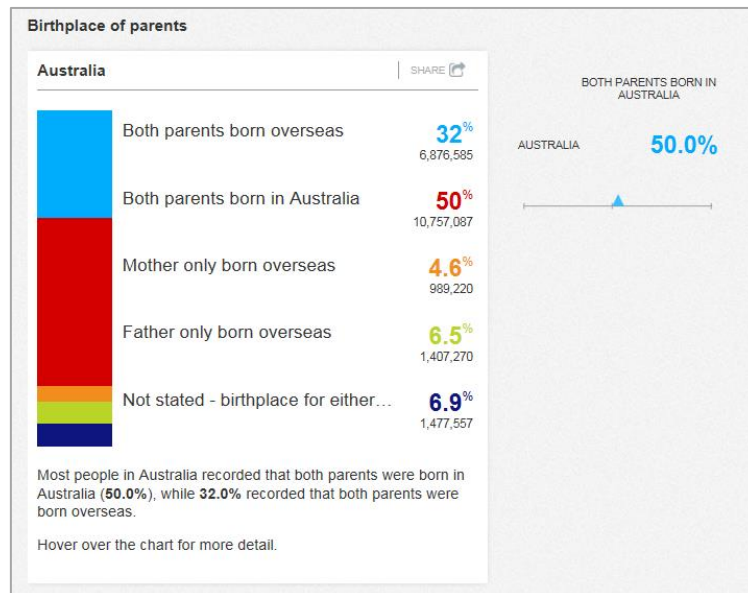 Birthplace of parents
Australia
SHARE
Both parents born overseas
32%
6,876,585
Both parents born in Australia
50%
10,757,087
Mother only born overseas
4.6%
989,220
Father only born overseas
6.5%
1,407,270
Not stated - birthplace for either…
6.9%
1,477,557
Most people in Australia recorded that both parents were born in
Australia (50.0%), while 32.0% recorded that both parents were
born overseas.
Hover over the chart for more detail.
BOTH PARENTS BORN IN
AUSTRALIA
AUSTRALIA
50.0%